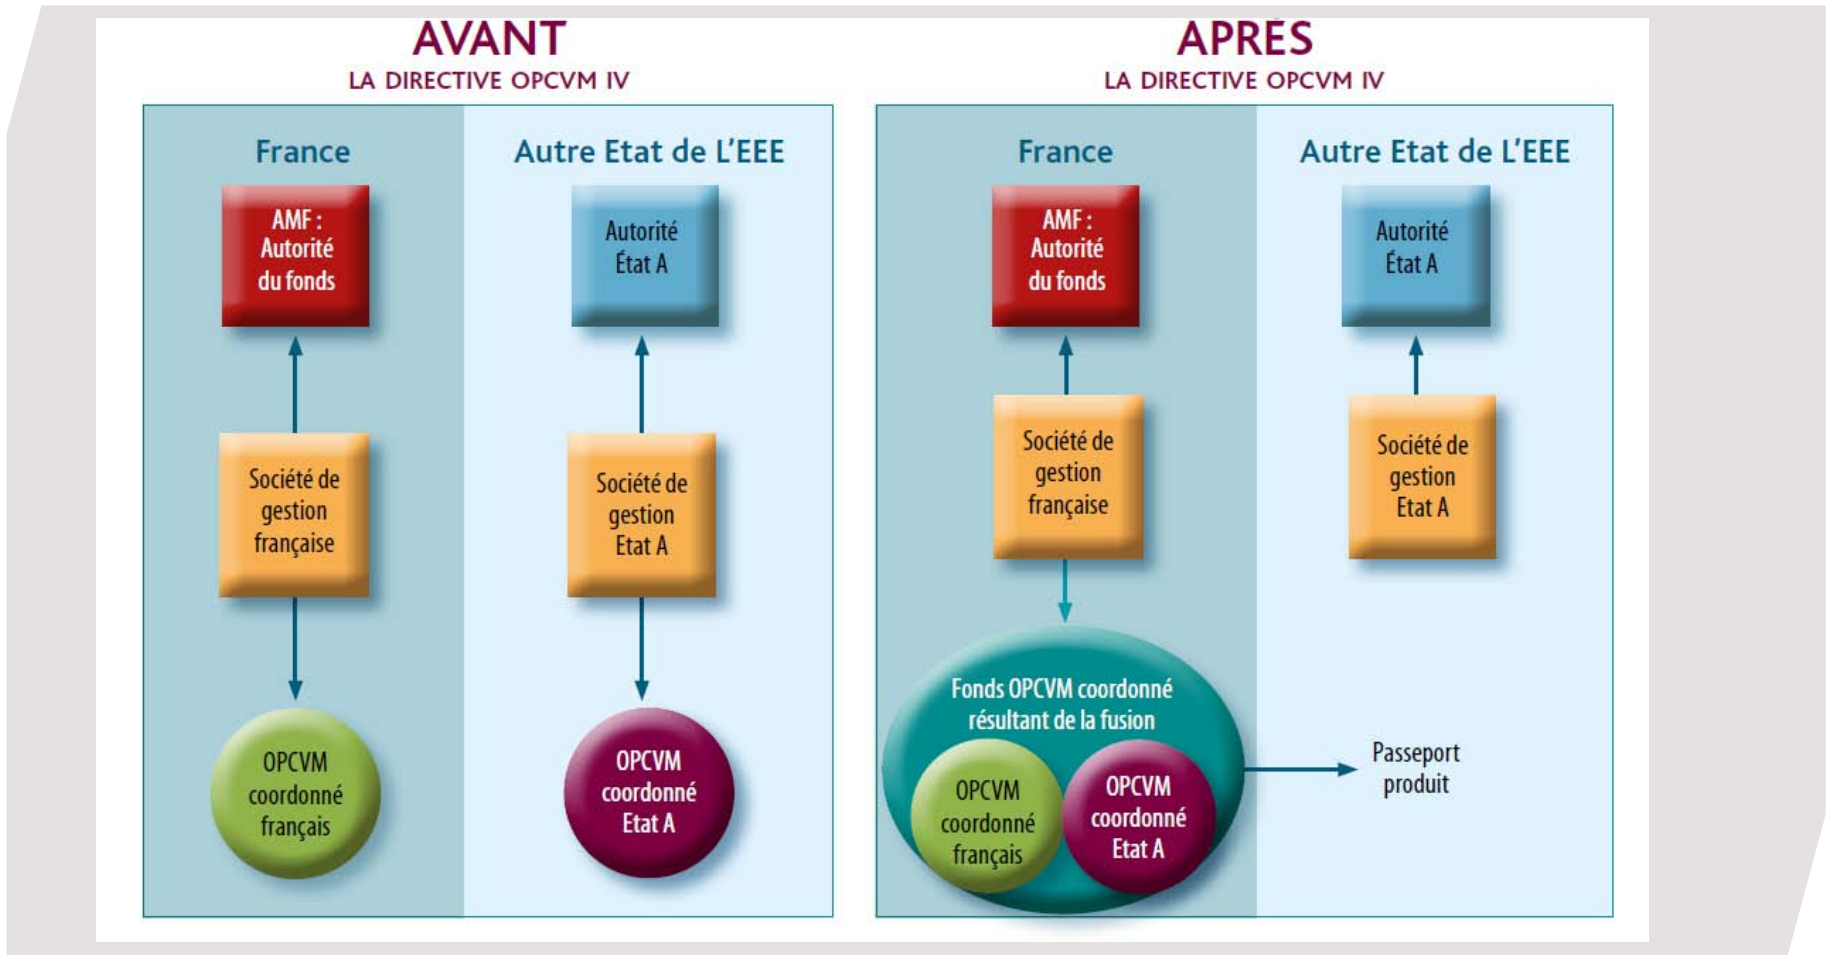 AVANT
LA DIRECTIVE OPCVM IV
France
Autre Etat de L'EEE
AMF :
Autorité
du fonds
Autorité
État A
Société de
gestion
française
Société de
gestion
Etat A
OPCVM
coordonné
français
OPCVM
coordonné
Etat A
APRÈS
LA DIRECTIVE OPCVM IV
France
Autre Etat de L'EEE
AMF :
Autorité
du fonds
Autorité
État A
Société de
gestion
française
Société de
gestion
Etat A
Fonds OPCVM coordonné
résultant de la fusion
OPCVM
coordonné
français
OPCVM
coordonné
Etat A
Passeport
produit